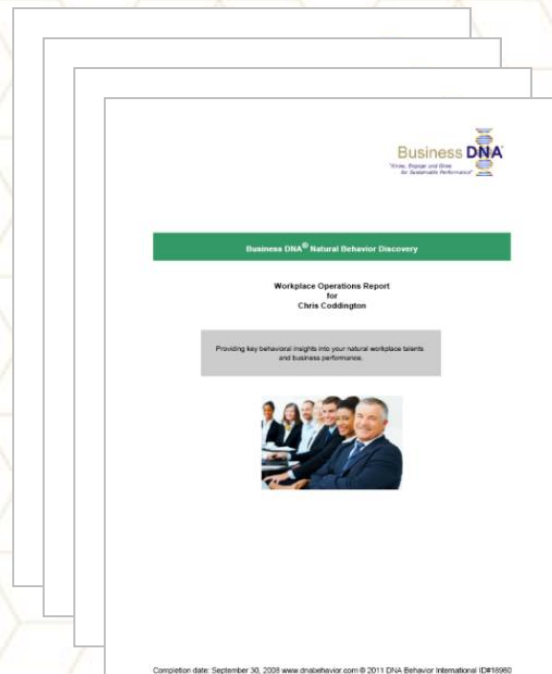 Business DNA
"Know, Engage and Grow
for Sustainable Performance"
Business DNA® Natural Behavior Discovery
Workplace Operations Report
for
Chris Coddington
Providing key behavioral insights into your natural workplace talents
and business performance.
Completion date: September 30, 2008 www.dnabehavior.com © 2011 DNA Behavior International ID#18980